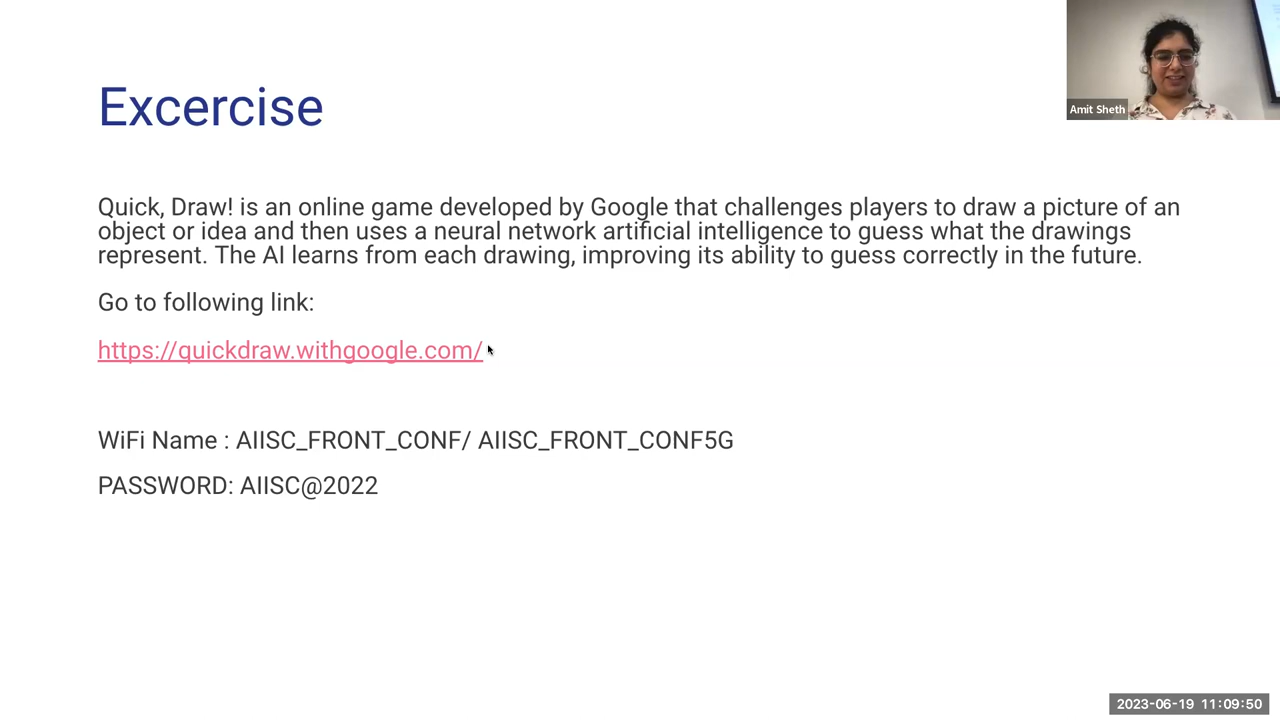 Excercise
Amit Sheth
Quick, Draw! is an online game developed by Google that challenges players to draw a picture of an
object or idea and then uses a neural network artificial intelligence to guess what the drawings
represent. The AI learns from each drawing, improving its ability to guess correctly in the future.
Go to following link:
https://quickdraw.withgoogle.com/
WiFi Name : AIISC_FRONT_CONF/ AIISC_FRONT_CONF5G
PASSWORD: AIISC@2022
2023-06-19 11:09:50